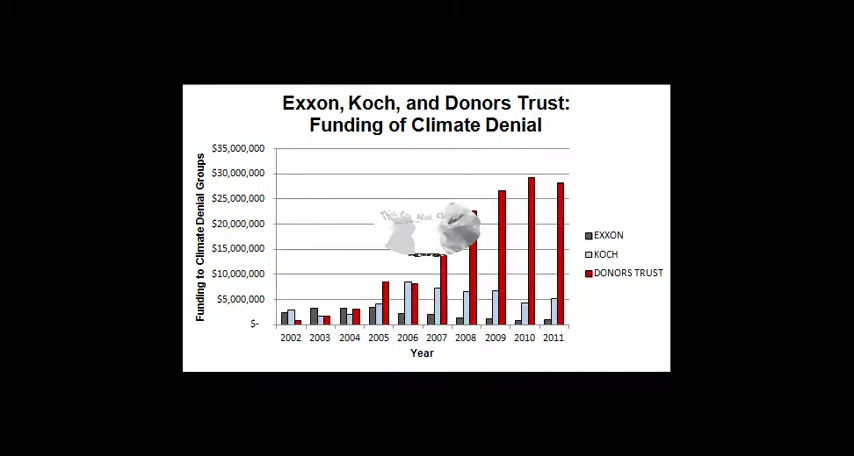 Exxon, Koch, and Donors Trust:
Funding of Climate Denial
Funding to Climate Denial Groups
$35,000,000
$30,000,000
$25,000,000
$20,000,000
$15,000,000
$10,000,000
$5,000,000
$-
EXXON
KOCH
DONORS TRUST
2002 2003 2004 2005 2006 2007 2008 2009 2010 2011
Year